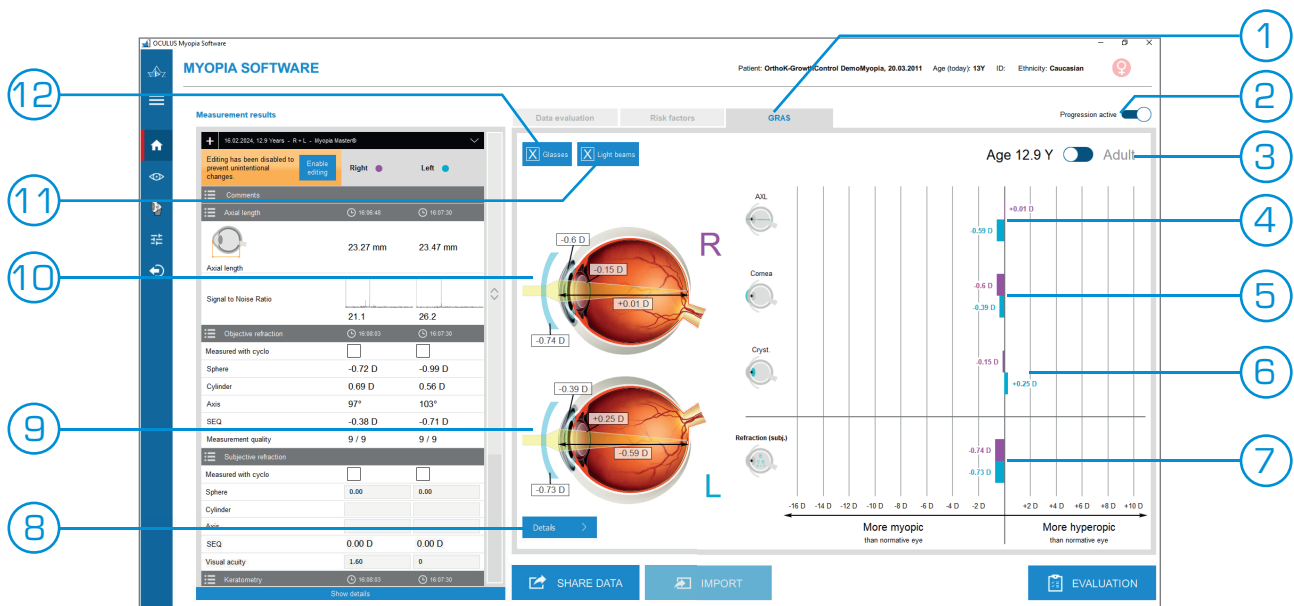 OCULUS Myopia Software
MYOPIA SOFTWARE
Patient: OrthoK-GrowthControl DemoMyopia, 20.03.2011 Age (today): 13Y ID: Ethnicity: Caucasian
1
2
3
4
5
6
7
8
9
10
11
12
Measurement results
16.02.2024, 12.9 Years - R + L - Myopia Master®
Editing has been disabled to
prevent unintentional
changes.
Enable
editing
Right
Left
Comments
Axial length 16:06:48 16:07:30
23.27 mm 23.47 mm
Axial length
Signal to Noise Ratio
21.1 26.2
Objective refraction 16:08:03 16:07:30
Measured with cyclo
Sphere -0.72 D -0.99 D
Cylinder 0.69 D 0.56 D
Axis 97° 103°
SEQ -0.38 D -0.71 D
Measurement quality 9 / 9 9 / 9
Subjective refraction
Measured with cyclo
Sphere 0.00 0.00
Cylinder
Axis
SEQ 0.00 D 0.00 D
Visual acuity 1.60 0
Keratometry 16:08:03 16:07:30
Show details
Data evaluation Risk factors GRAS
Progression active
X Glasses X Light beams
Age 12.9 Y Adult
R
-0.6 D
-0.15 D
+0.01 D
-0.74 D
-0.39 D
+0.25 D
-0.59 D
-0.73 D
L
Details
AXL
+0.01 D
-0.59 D
Cornea
-0.6 D
-0.39 D
Cryst.
-0.15 D
+0.25 D
Refraction (subj.)
-0.74 D
-0.73 D
-16 D -14 D -12 D -10 D -8 D -6 D -4 D -2 D +2 D +4 D +6 D +8 D +10 D
More myopic More hyperopic
than normative eye than normative eye
SHARE DATA IMPORT EVALUATION